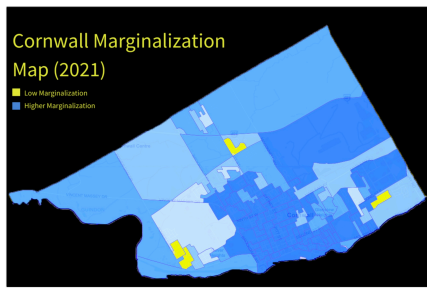 Cornwall Marginalization
Map (2021)
Low Marginalization
Higher Marginalization